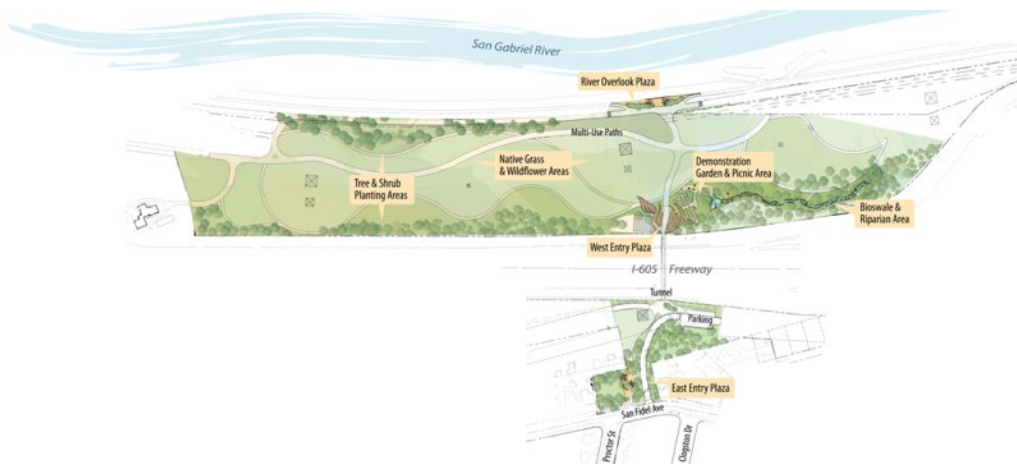 San Gabriel River
River Overlook Plaza
Multi-Use Paths
Native Grass
& Wildflower Areas
Demonstration
Garden & Picnic Area
Tree & Shrub
Planting Areas
Bioswale &
Riparian Area
West Entry Plaza
I-605 Freeway
Tunnel
Parking
East Entry Plaza
San Fidel Ave
Proctor St
Clogston Dr